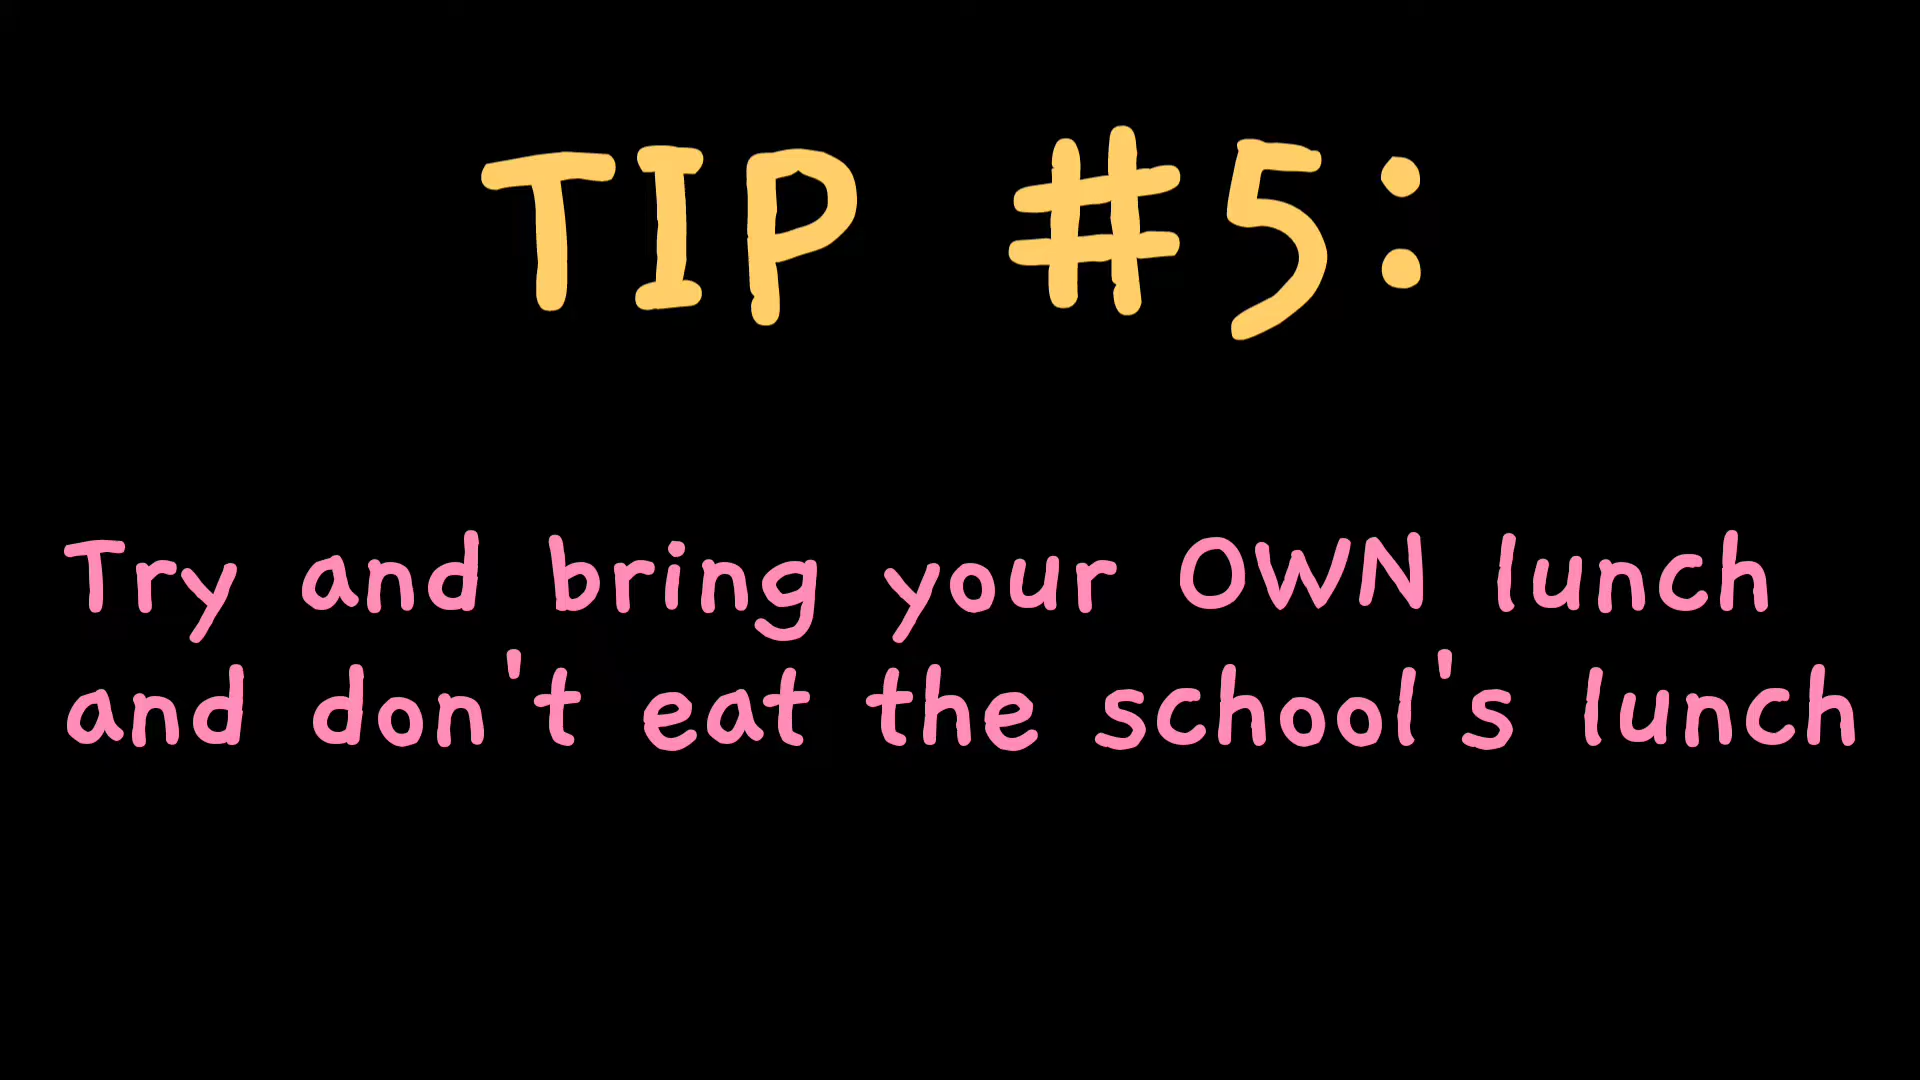 TIP #5:
Try and bring your OWN lunch
and don't eat the school's lunch